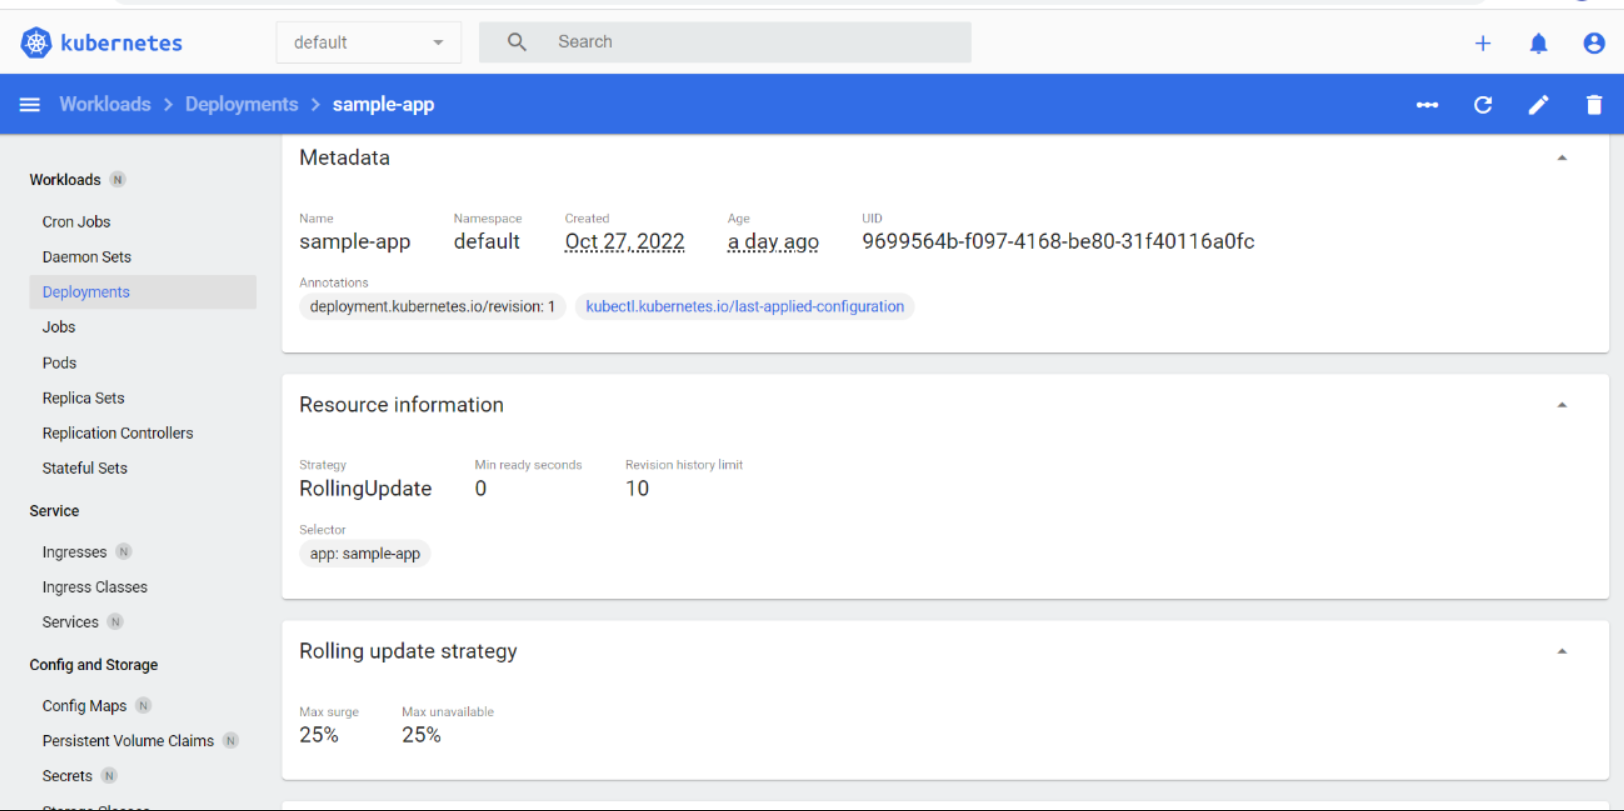 kubernetes
default
Search
Workloads > Deployments > sample-app
Workloads N
Cron Jobs
Daemon Sets
Deployments
Jobs
Pods
Replica Sets
Replication Controllers
Stateful Sets
Service
Ingresses N
Ingress Classes
Services N
Config and Storage
Config Maps N
Persistent Volume Claims N
Secrets N
Metadata
Name Namespace Created Age UID
sample-app default Oct 27, 2022 a day ago 9699564b-f097-4168-be80-31f40116a0fc
Annotations
deployment.kubernetes.io/revision: 1 kubectl.kubernetes.io/last-applied-configuration
Resource information
Strategy Min ready seconds Revision history limit
RollingUpdate 0 10
Selector
app: sample-app
Rolling update strategy
Max surge Max unavailable
25% 25%